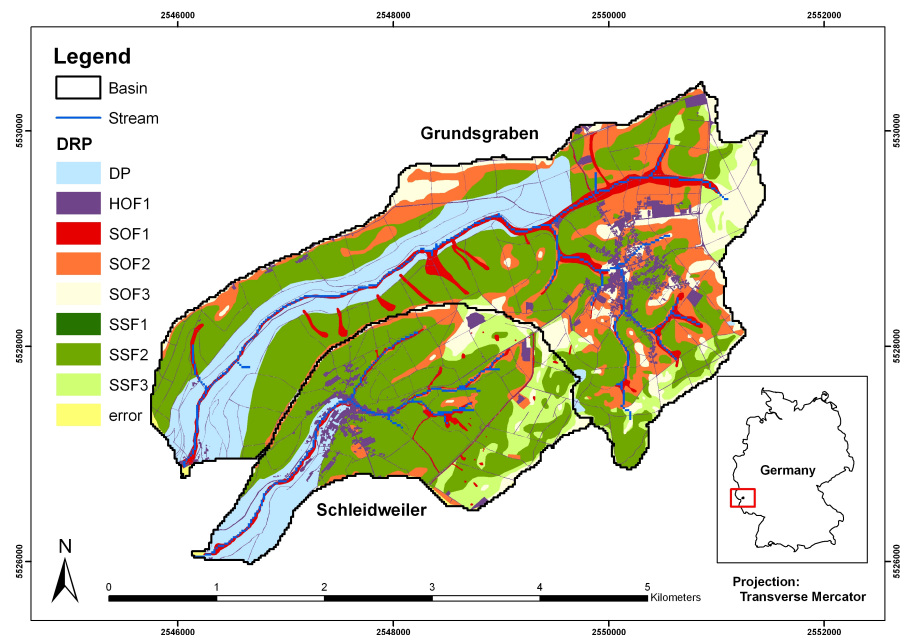 2546000 2548000 2550000 2552000
Legend
Basin
Stream
DRP
DP
HOF1
SOF1
SOF2
SOF3
SSF1
SSF2
SSF3
error
Grundsgraben
Schleidweiler
5530000
5528000
5526000
5530000
5528000
5526000
Germany
N
0 1 2 3 4 5
Kilometers
Projection:
Transverse Mercator
2546000 2548000 2550000 2552000